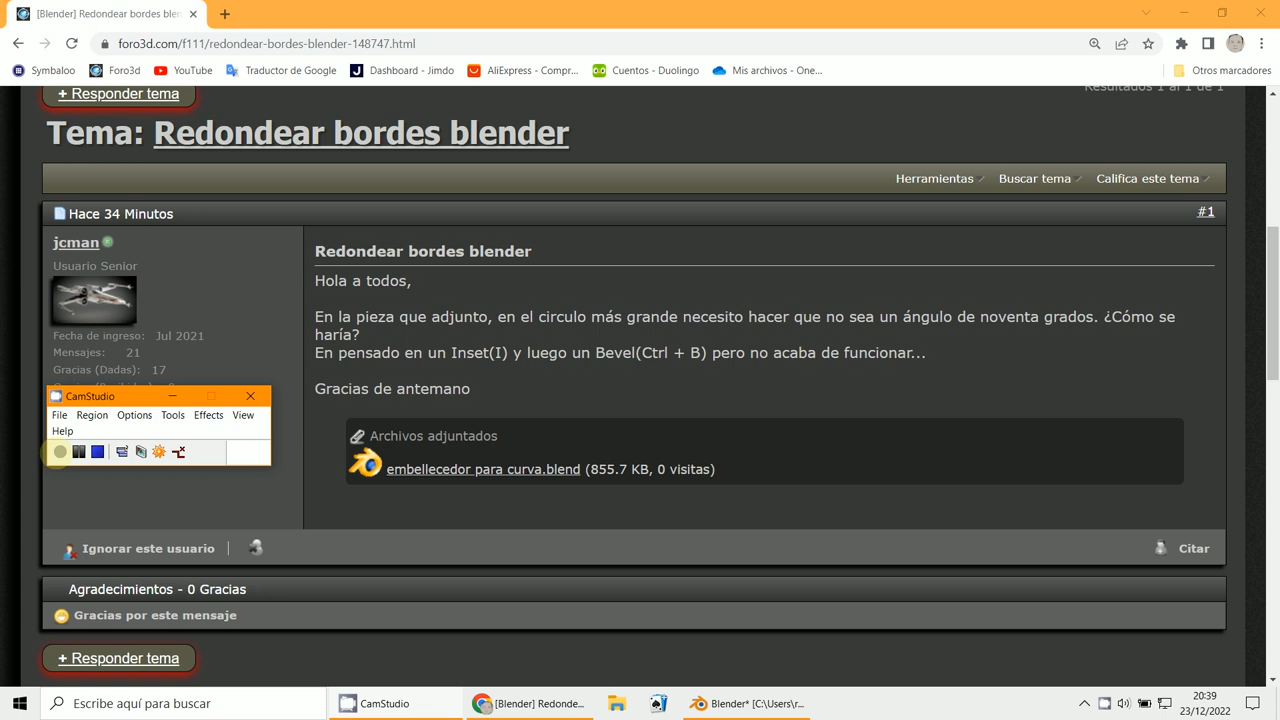 [Blender] Redondear bordes blen
foro3d.com/f111/redondear-bordes-blender-148747.html
Symbaloo
Foro3d
YouTube
Traductor de Google
Dashboard - Jimdo
AliExpress - Compr...
Cuentos - Duolingo
Mis archivos - One...
Otros marcadores
+ Responder tema
Resultados 1 al 1 de 1
Tema: Redondear bordes blender
Herramientas
Buscar tema
Califica este tema
Hace 34 Minutos
#1
jcman
Usuario Senior
Fecha de ingreso: Jul 2021
Mensajes: 21
Gracias (Dadas): 17
Redondear bordes blender
Hola a todos,
En la pieza que adjunto, en el circulo más grande necesito hacer que no sea un ángulo de noventa grados. ¿Cómo se
haría?
En pensado en un Inset(I) y luego un Bevel(Ctrl + B) pero no acaba de funcionar...
Gracias de antemano
Archivos adjuntados
embellecedor para curva.blend (855.7 KB, 0 visitas)
CamStudio
File Region Options Tools Effects View
Help
Ignorar este usuario
Citar
Agradecimientos - 0 Gracias
Gracias por este mensaje
+ Responder tema
Escribe aquí para buscar
CamStudio
[Blender] Redonde...
Blender* [C:\Users\r...
20:39
23/12/2022